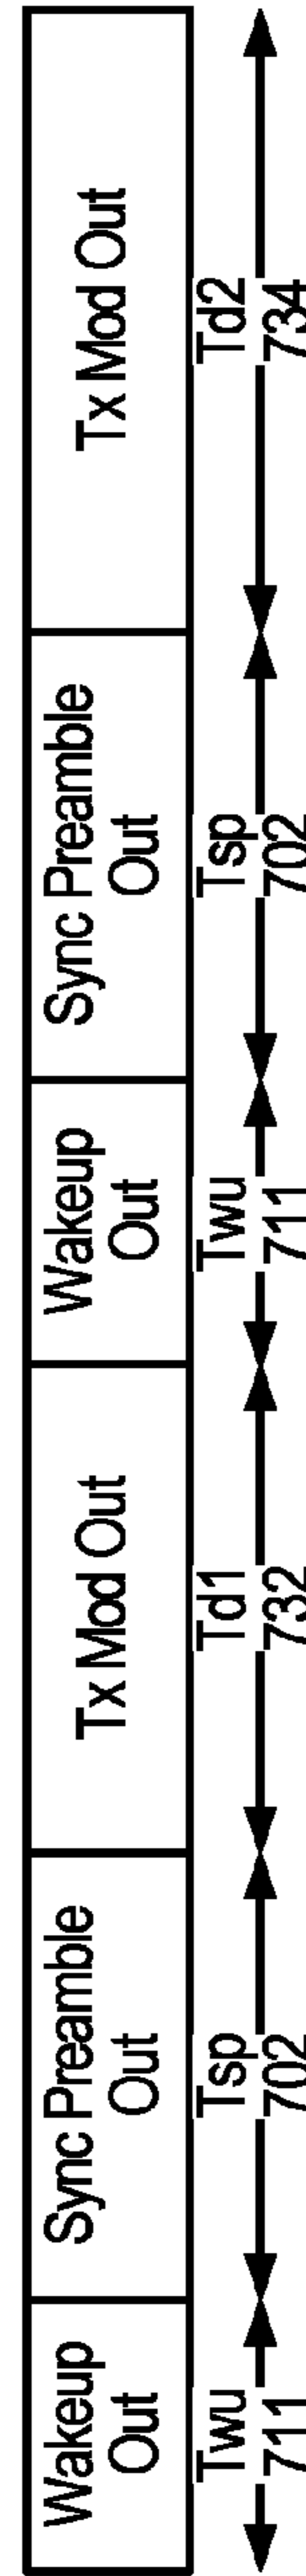 Wakeup
Out
Sync Preamble
Out
Tx Mod Out
Wakeup
Out
Sync Preamble
Out
Tx Mod Out
Twu
711
Tsp
702
Td1
732
Twu
711
Tsp
702
Td2
734